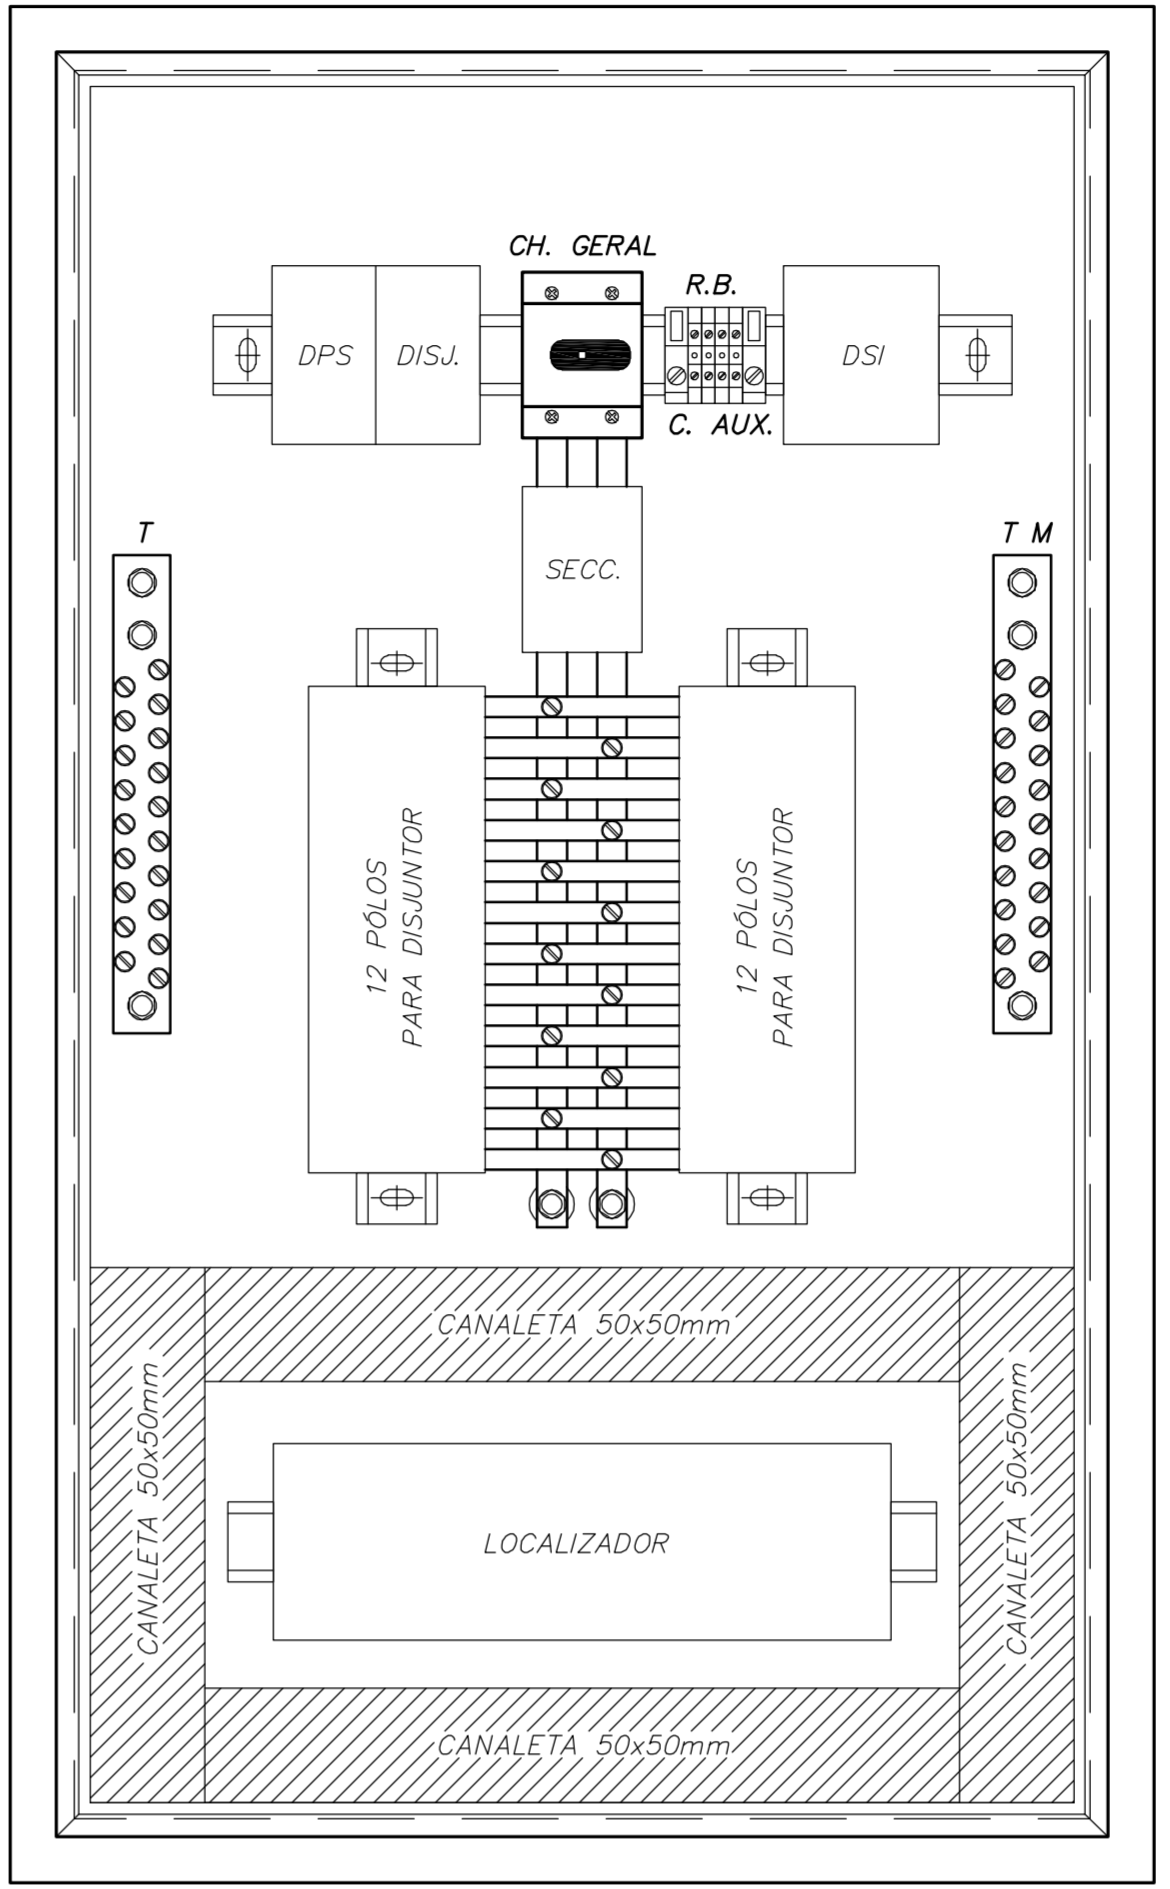 CH. GERAL
R.B.
DPS
DISJ.
DSI
C. AUX.
T
T M
SECC.
12 PÓLOS
PARA DISJUNTOR
12 PÓLOS
PARA DISJUNTOR
CANALETA 50x50mm
CANALETA 50x50mm
CANALETA 50x50mm
LOCALIZADOR
CANALETA 50x50mm